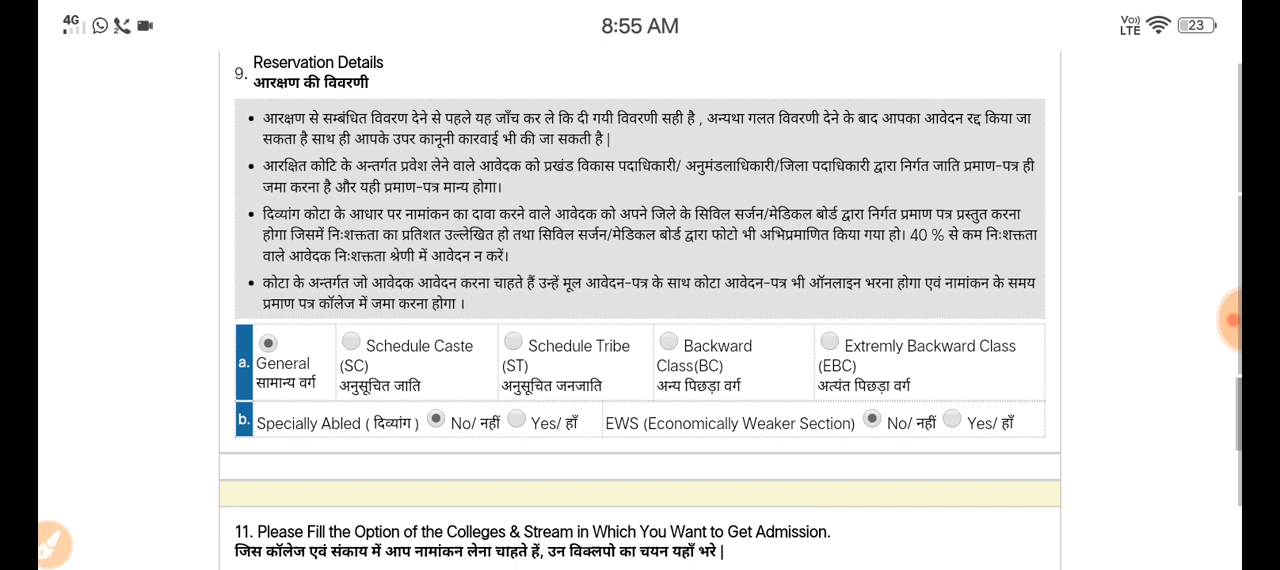 4G
8:55 AM
Vo)) LTE
23
9.
Reservation Details
आरक्षण की विवरणी
• आरक्षण से सम्बंधित विवरण देने से पहले यह जाँच कर ले कि दी गयी विवरणी सही है , अन्यथा गलत विवरणी देने के बाद आपका आवेदन रद्द किया जा
सकता है साथ ही आपके उपर कानूनी कारवाई भी की जा सकती है |
• आरक्षित कोटि के अन्तर्गत प्रवेश लेने वाले आवेदक को प्रखंड विकास पदाधिकारी/ अनुमंडलाधिकारी/जिला पदाधिकारी द्वारा निर्गत जाति प्रमाण-पत्र ही
जमा करना है और यही प्रमाण-पत्र मान्य होगा।
• दिव्यांग कोटा के आधार पर नामांकन का दावा करने वाले आवेदक को अपने जिले के सिविल सर्जन/मेडिकल बोर्ड द्वारा निर्गत प्रमाण पत्र प्रस्तुत करना
होगा जिसमें निःशक्तता का प्रतिशत उल्लेखित हो तथा सिविल सर्जन/मेडिकल बोर्ड द्वारा फोटो भी अभिप्रमाणित किया गया हो। 40 % से कम निःशक्तता
वाले आवेदक निःशक्तता श्रेणी में आवेदन न करें।
• कोटा के अन्तर्गत जो आवेदक आवेदन करना चाहते हैं उन्हें मूल आवेदन-पत्र के साथ कोटा आवेदन-पत्र भी ऑनलाइन भरना होगा एवं नामांकन के समय
प्रमाण पत्र कॉलेज में जमा करना होगा ।
a.
General
सामान्य वर्ग
Schedule Caste
(SC)
अनुसूचित जाति
Schedule Tribe
(ST)
अनुसूचित जनजाति
Backward
Class(BC)
अन्य पिछड़ा वर्ग
Extremly Backward Class
(EBC)
अत्यंत पिछड़ा वर्ग
b. Specially Abled ( दिव्यांग ) No/ नहीं Yes/ हाँ EWS (Economically Weaker Section) No/ नहीं Yes/ हाँ
11. Please Fill the Option of the Colleges & Stream in Which You Want to Get Admission.
जिस कॉलेज एवं संकाय में आप नामांकन लेना चाहते हें, उन विक्लपो का चयन यहाँ भरे |